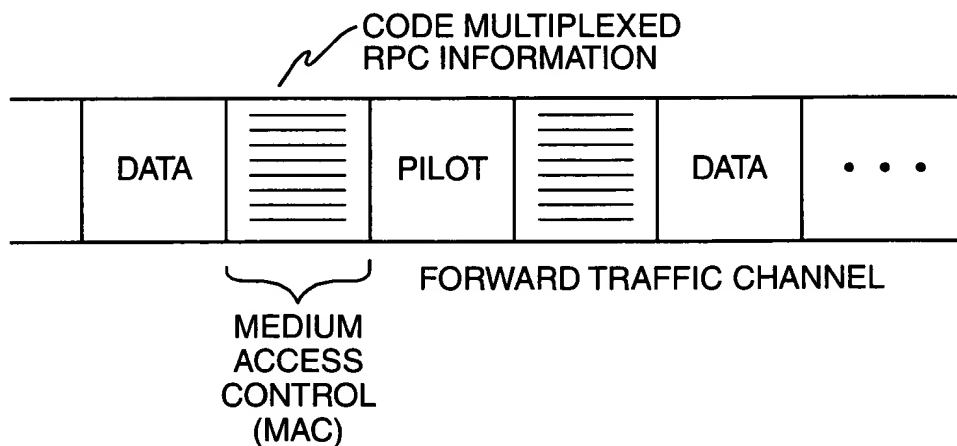 CODE MULTIPLEXED
RPC INFORMATION
DATA
PILOT
DATA
• • •
FORWARD TRAFFIC CHANNEL
MEDIUM
ACCESS
CONTROL
(MAC)